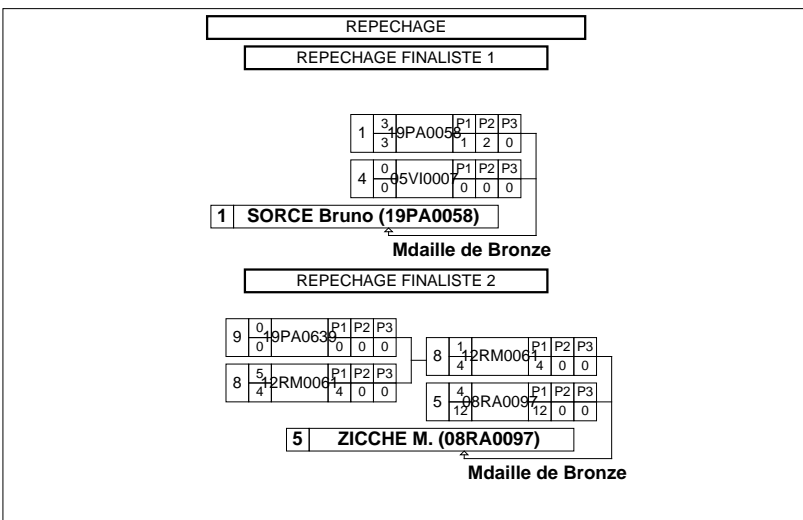 REPECHAGE
REPECHAGE FINALISTE 1
1 3 3 19PA0058 P1 P2 P3
1 2 0
4 0 0 05VI0007 P1 P2 P3
0 0 0
1 SORCE Bruno (19PA0058)
Mdaille de Bronze
REPECHAGE FINALISTE 2
9 0 0 19PA0639 P1 P2 P3
0 0 0
8 1 4 12RM0061 P1 P2 P3
4 0 0
8 5 4 12RM0061 P1 P2 P3
4 0 0
5 4 12 08RA0097 P1 P2 P3
12 0 0
5 ZICCHE M. (08RA0097)
Mdaille de Bronze